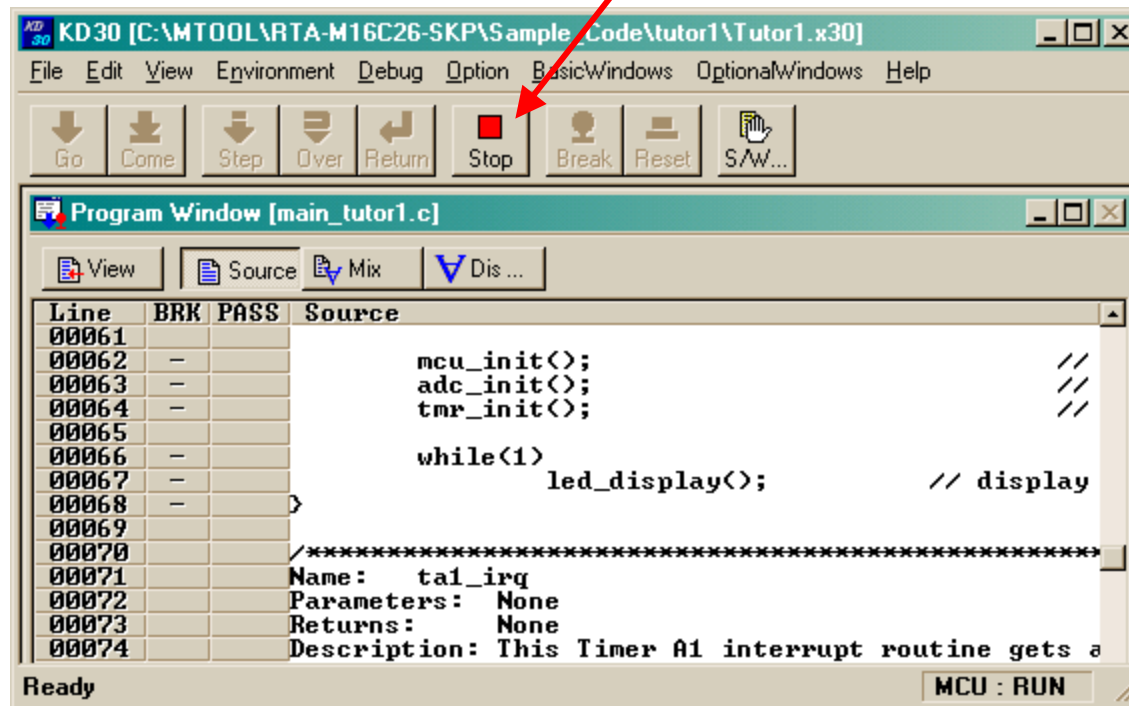 KD 30 KD30 [C:\MTOOL\RTA-M16C26-SKP\Sample_Code\tutor1\Tutor1.x30]
File Edit View Environment Debug Option BasicWindows OptionalWindows Help
Go Come Step Over Return Stop Break Reset S/W...
Program Window [main_tutor1.c]
View Source Mix Dis ...
Line BRK PASS Source
00061
00062 – mcu_init(); //
00063 – adc_init(); //
00064 – tmr_init(); //
00065
00066 – while(1)
00067 – led_display(); // display
00068 – }
00069
00070 /**************************************************
00071 Name: ta1_irq
00072 Parameters: None
00073 Returns: None
00074 Description: This Timer A1 interrupt routine gets a
Ready MCU : RUN